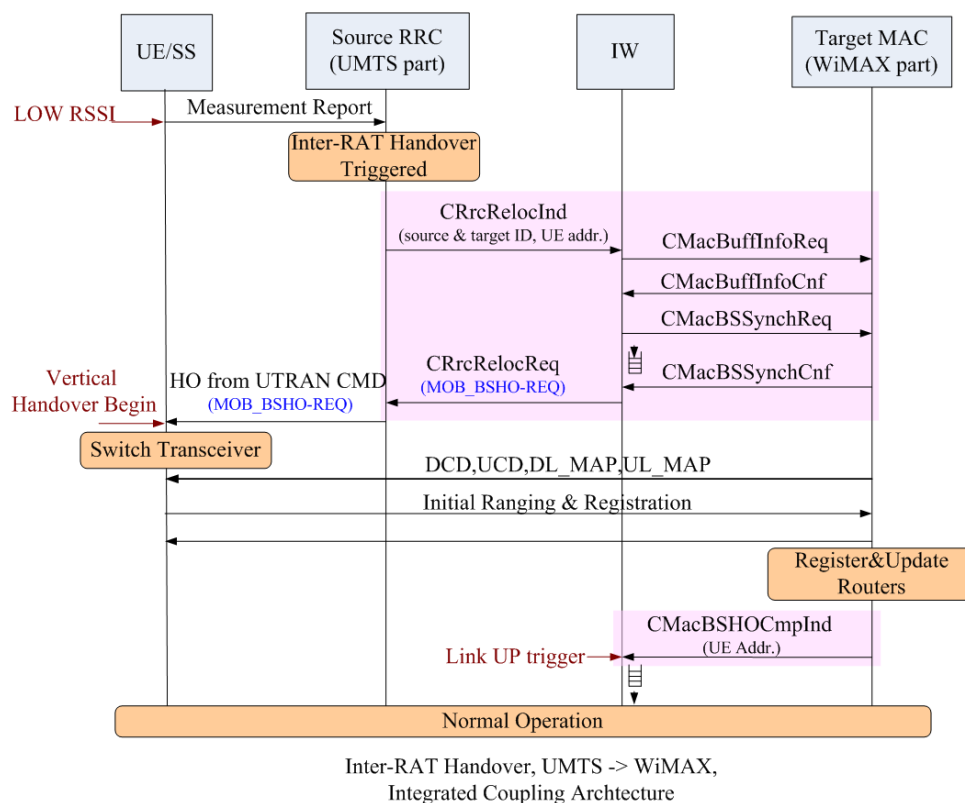 UE/SS
Source RRC
(UMTS part)
IW
Target MAC
(WiMAX part)
LOW RSSI
Measurement Report
Inter-RAT Handover
Triggered
CRrcRelocInd
(source & target ID, UE addr.)
CMacBuffInfoReq
CMacBuffInfoCnf
CMacBSSynchReq
CRrcRelocReq
(MOB_BSHO-REQ)
CMacBSSynchCnf
Vertical
Handover Begin
HO from UTRAN CMD
(MOB_BSHO-REQ)
Switch Transceiver
DCD,UCD,DL_MAP,UL_MAP
Initial Ranging & Registration
Register&Update
Routers
CMacBSHOCmpInd
(UE Addr.)
Link UP trigger
Normal Operation
Inter-RAT Handover, UMTS -> WiMAX,
Integrated Coupling Archtecture